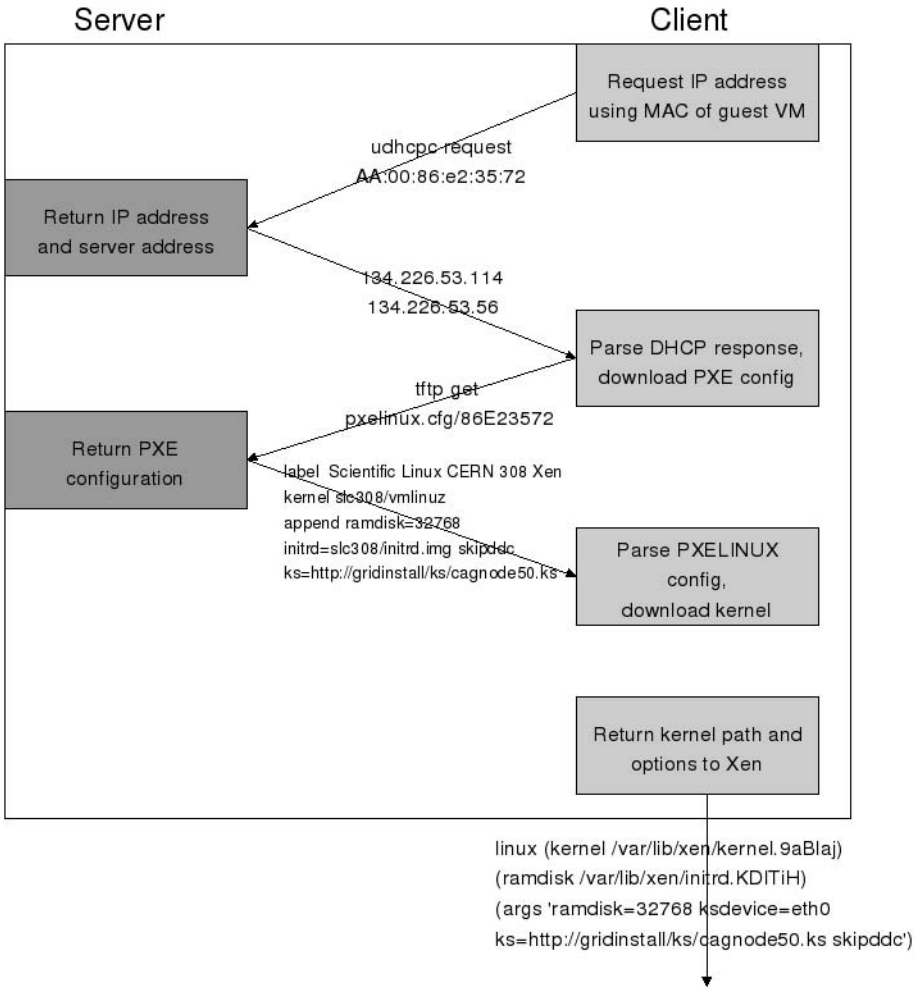 Server
Client
Request IP address
using MAC of guest VM
udhcpc request
AA:00:86:e2:35:72
Return IP address
and server address
134.226.53.114
134.226.53.56
Parse DHCP response,
download PXE config
tftp get
pxelinux.cfg/86E23572
Return PXE
configuration
label Scientific Linux CERN 308 Xen
kernel slc308/vmlinuz
append ramdisk=32768
initrd=slc308/initrd.img skipddc
ks=http://gridinstall/ks/cagnode50.ks
Parse PXELINUX
config,
download kernel
Return kernel path and
options to Xen
linux (kernel /var/lib/xen/kernel.9aBlaj)
(ramdisk /var/lib/xen/initrd.KDlTiH)
(args 'ramdisk=32768 ksdevice=eth0
ks=http://gridinstall/ks/cagnode50.ks skipddc')